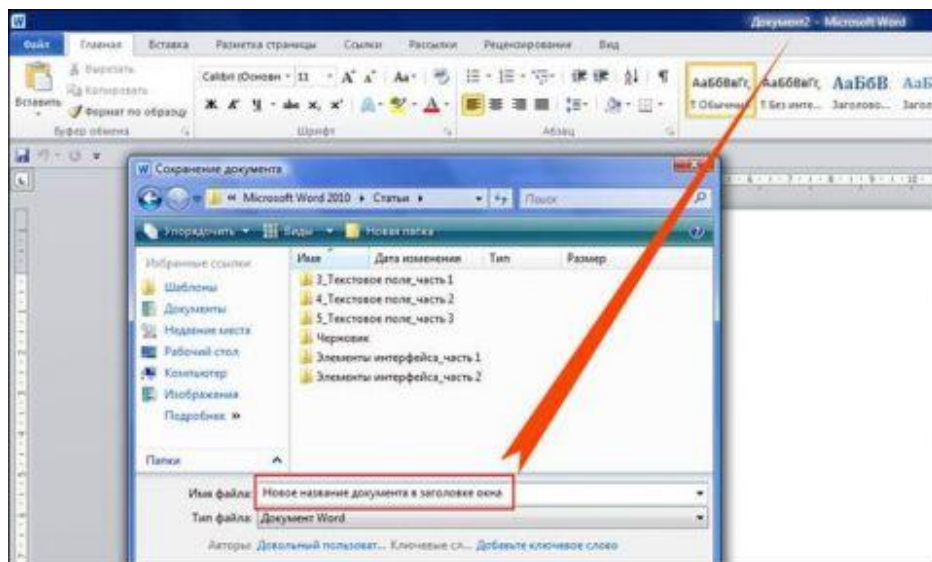 Документ2 - Microsoft Word
Файл Главная Вставка Разметка страницы Ссылки Рассылки Рецензирование Вид
Вставить
Вырезать
Копировать
Формат по образцу
Буфер обмена
Calibri (Основн 11
Шрифт
Абзац
АаБбВвГг, АаБбВвГг, АаБбВ АаБ
¶ Обычный ¶ Без инте... Заголово... Загол
Сохранение документа
« Microsoft Word 2010 Статьи Поиск
Упорядочить Виды Новая папка
Избранные ссылки
Шаблоны
Документы
Недавние места
Рабочий стол
Компьютер
Изображения
Подробнее »
Папки
Имя Дата изменения Тип Размер
3_Текстовое поле_часть 1
4_Текстовое поле_часть 2
5_Текстовое поле_часть 3
Черновик
Элементы интерфейса_часть 1
Элементы интерфейса_часть 2
Имя файла: Новое название документа в заголовке окна
Тип файла: Документ Word
Авторы: Довольный пользоват... Ключевые сл... Добавьте ключевое слово